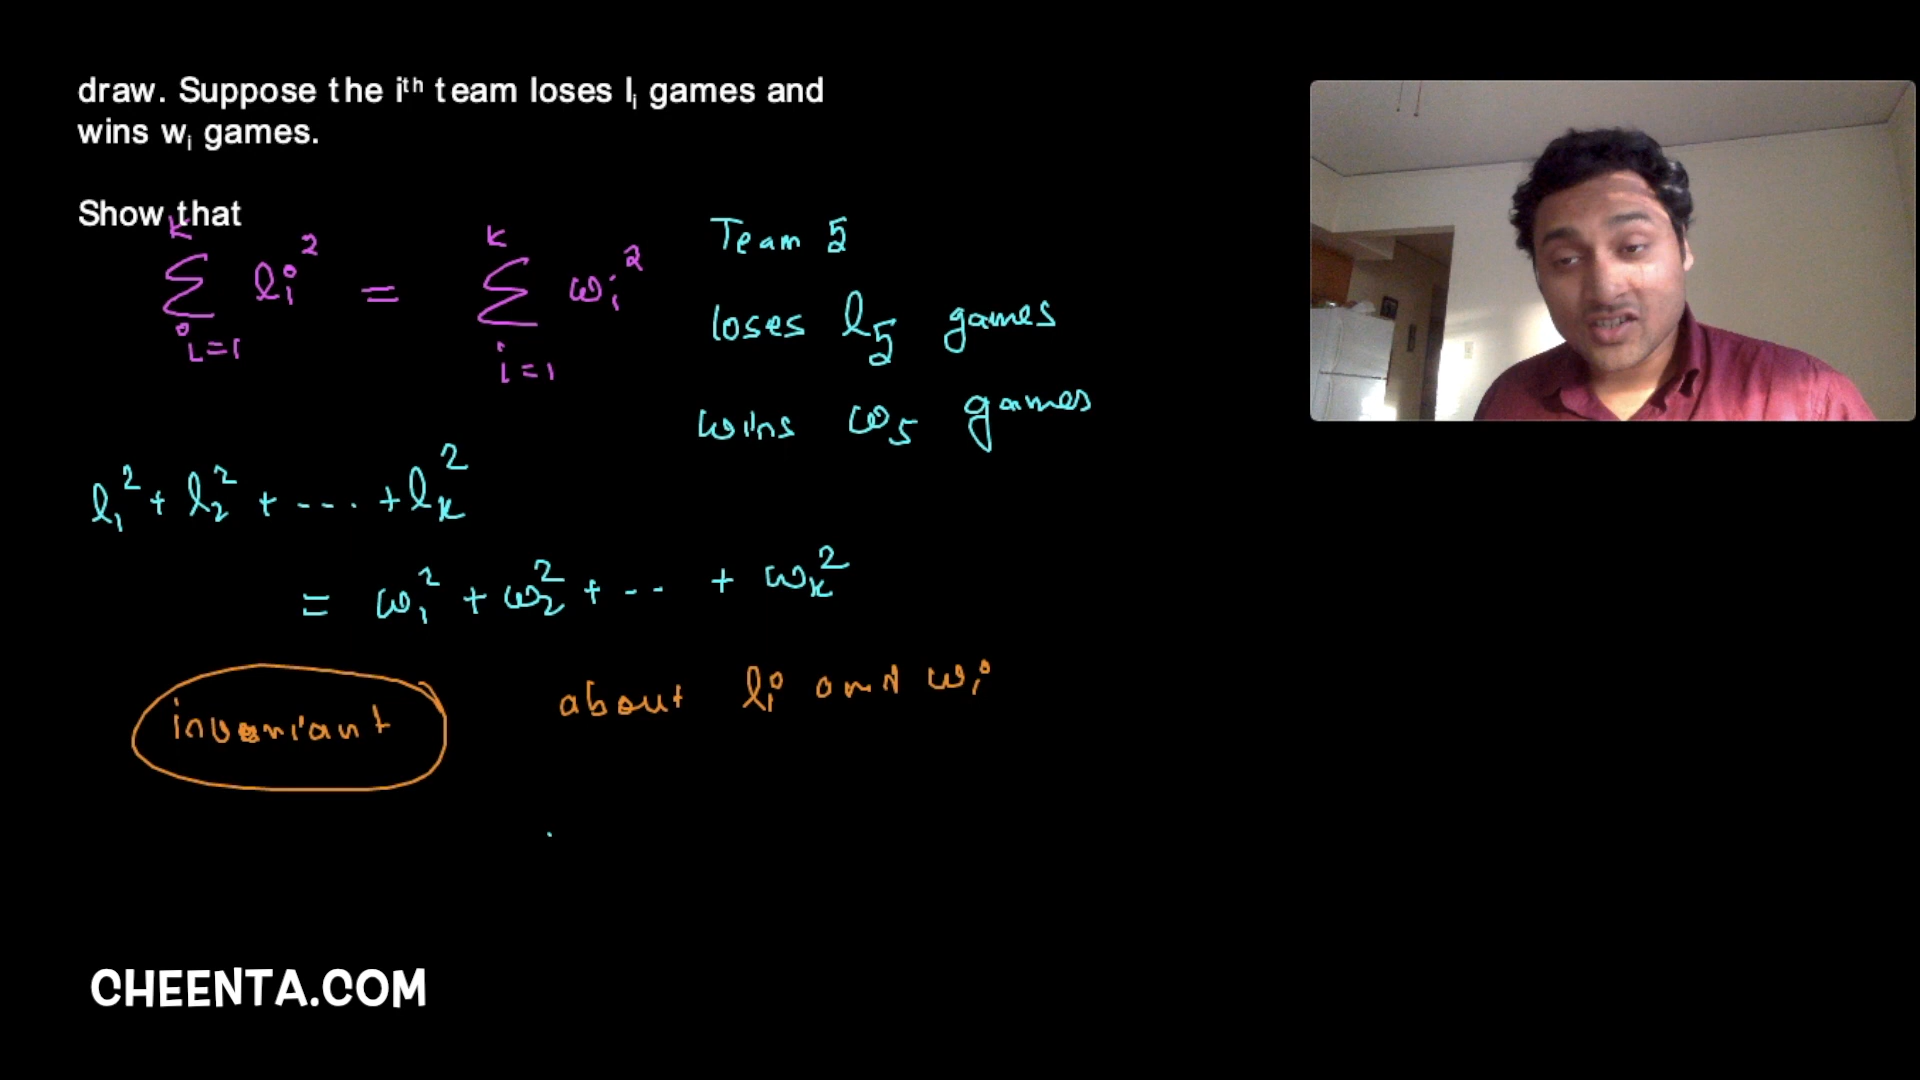 draw. Suppose the iᵗʰ team loses lᵢ games and
wins wᵢ games.
Show that
k
∑ lᵢ² = ∑ wᵢ²
i=1
k
i=1
Team 5
loses l₅ games
wins w₅ games
l₁² + l₂² + ---. + lₖ²
= w₁² + w₂² + -- + wₖ²
invariant about lᵢ and wᵢ
CHEENTA.COM